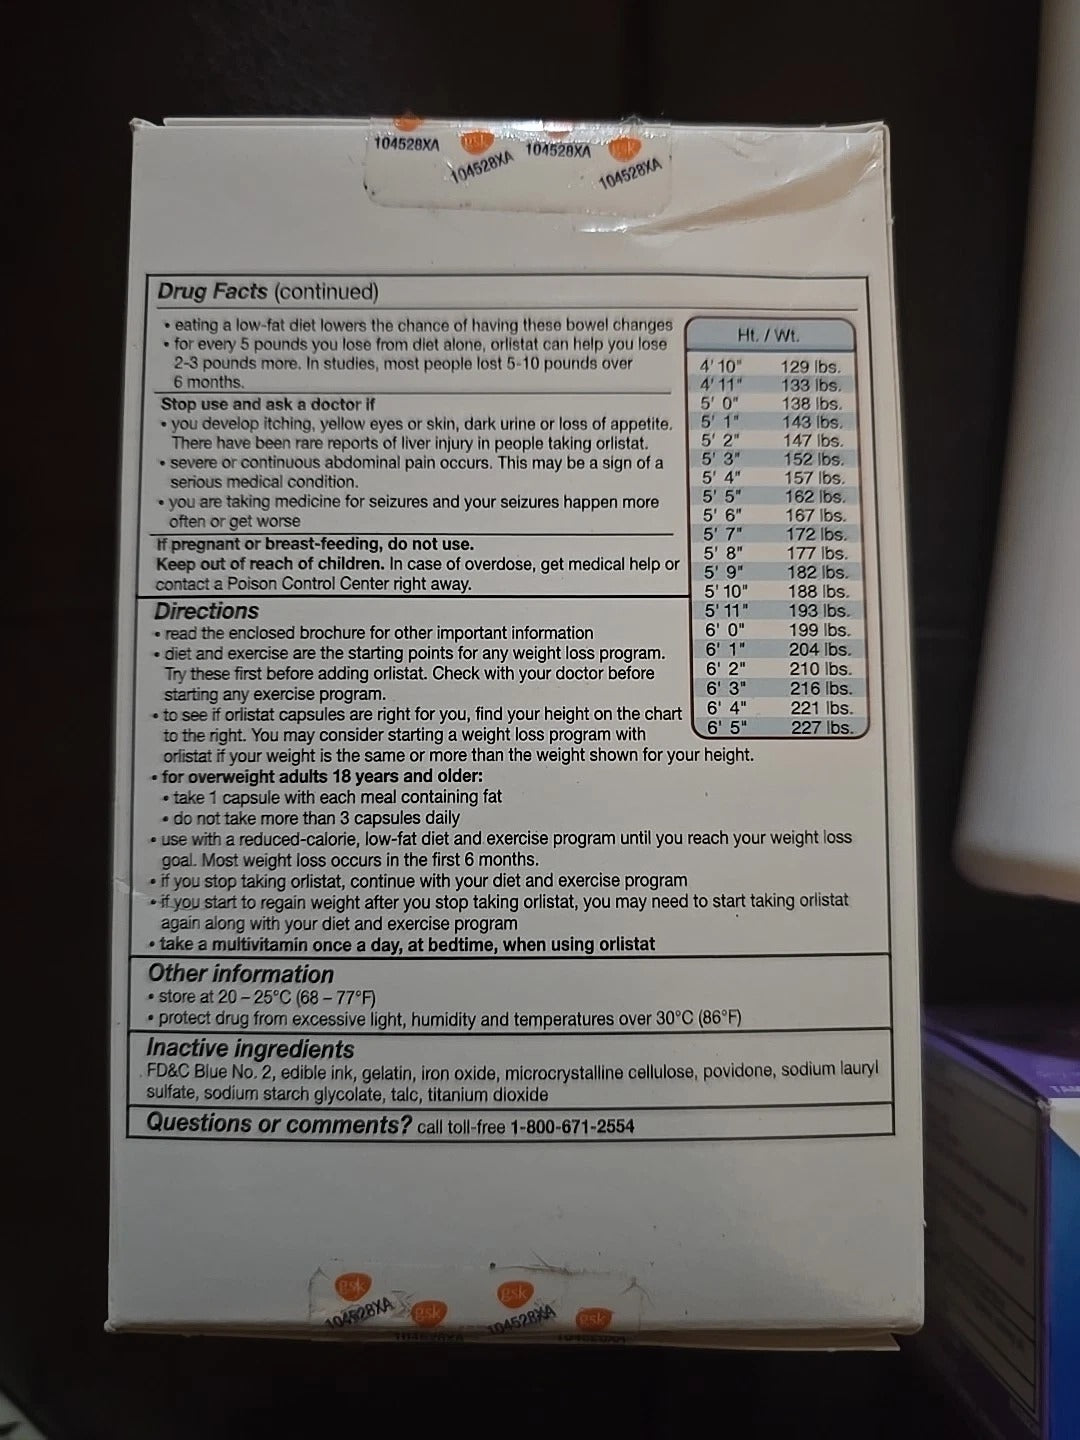 104528XA gsk 104528XA gsk
104528XA 104528XA
Drug Facts (continued)
• eating a low-fat diet lowers the chance of having these bowel changes
• for every 5 pounds you lose from diet alone, orlistat can help you lose
2-3 pounds more. In studies, most people lost 5-10 pounds over
6 months.
Stop use and ask a doctor if
• you develop itching, yellow eyes or skin, dark urine or loss of appetite.
There have been rare reports of liver injury in people taking orlistat.
• severe or continuous abdominal pain occurs. This may be a sign of a
serious medical condition.
• you are taking medicine for seizures and your seizures happen more
often or get worse
If pregnant or breast-feeding, do not use.
Keep out of reach of children. In case of overdose, get medical help or
contact a Poison Control Center right away.
Ht. / Wt.
4' 10" 129 lbs.
4' 11" 133 lbs.
5' 0" 138 lbs.
5' 1" 143 lbs.
5' 2" 147 lbs.
5' 3" 152 lbs.
5' 4" 157 lbs.
5' 5" 162 lbs.
5' 6" 167 lbs.
5' 7" 172 lbs.
5' 8" 177 lbs.
5' 9" 182 lbs.
5' 10" 188 lbs.
5' 11" 193 lbs.
6' 0" 199 lbs.
6' 1" 204 lbs.
6' 2" 210 lbs.
6' 3" 216 lbs.
6' 4" 221 lbs.
6' 5" 227 lbs.
Directions
• read the enclosed brochure for other important information
• diet and exercise are the starting points for any weight loss program.
Try these first before adding orlistat. Check with your doctor before
starting any exercise program.
• to see if orlistat capsules are right for you, find your height on the chart
to the right. You may consider starting a weight loss program with
orlistat if your weight is the same or more than the weight shown for your height.
• for overweight adults 18 years and older:
• take 1 capsule with each meal containing fat
• do not take more than 3 capsules daily
• use with a reduced-calorie, low-fat diet and exercise program until you reach your weight loss
goal. Most weight loss occurs in the first 6 months.
• if you stop taking orlistat, continue with your diet and exercise program
• if you start to regain weight after you stop taking orlistat, you may need to start taking orlistat
again along with your diet and exercise program
• take a multivitamin once a day, at bedtime, when using orlistat
Other information
• store at 20 – 25°C (68 – 77°F)
• protect drug from excessive light, humidity and temperatures over 30°C (86°F)
Inactive ingredients
FD&C Blue No. 2, edible ink, gelatin, iron oxide, microcrystalline cellulose, povidone, sodium lauryl
sulfate, sodium starch glycolate, talc, titanium dioxide
Questions or comments? call toll-free 1-800-671-2554
gsk gsk gsk gsk
104528XA 104528XA